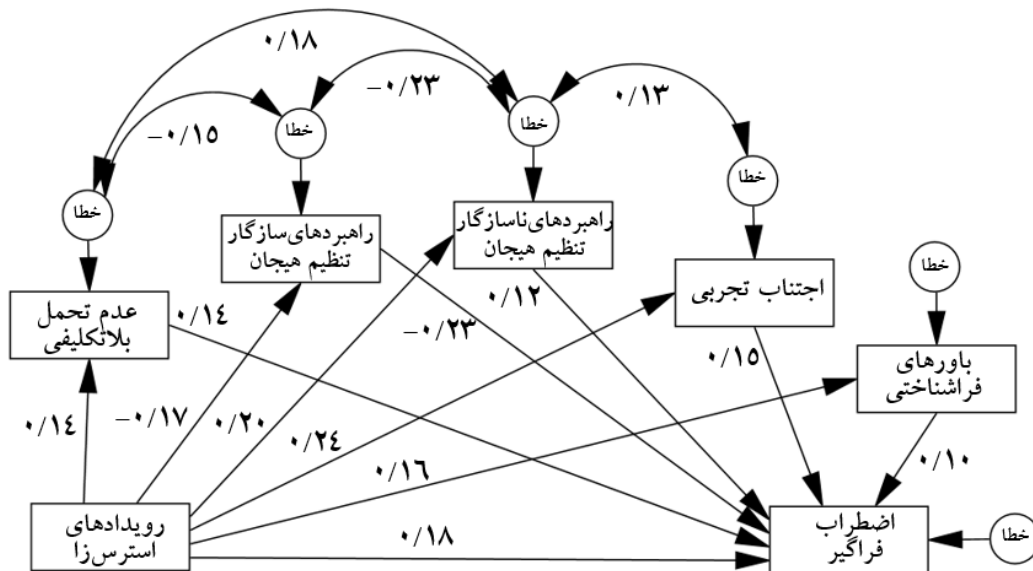 ۰/۱۸
-۰/۲۳
۰/۱۳
-۰/۱۵
خطا
خطا
خطا
خطا
خطا
راهبردهای سازگار
تنظیم هیجان
راهبردهای ناسازگار
تنظیم هیجان
اجتناب تجربی
عدم تحمل
بلاتکلیفی
باورهای
فراشناختی
۰/۱۴
-۰/۲۳
۰/۱۲
۰/۱۵
۰/۱۰
۰/۱۴
-۰/۱۷
۰/۲۰
۰/۲۴
۰/۱۶
۰/۱۸
رویدادهای
استرس‌زا
اضطراب
فراگیر
خطا